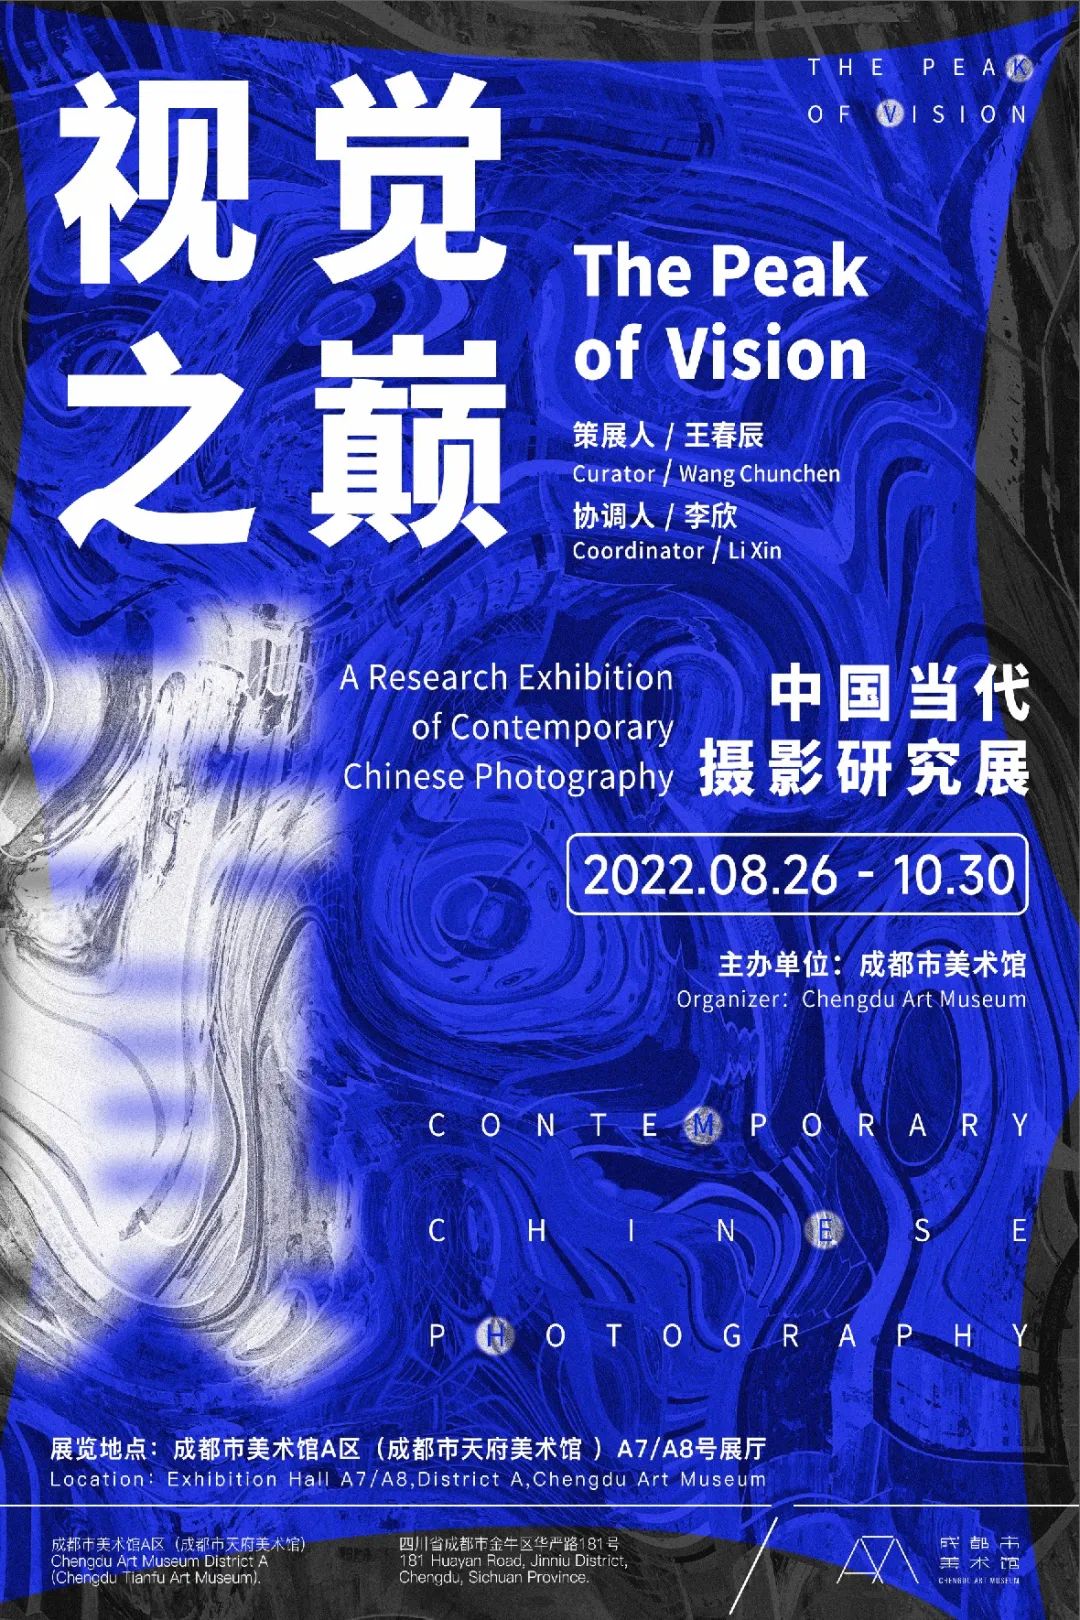 THE PEAK
OF VISION
视觉
之巅
The Peak
of Vision
策展人 / 王春辰
Curator / Wang Chunchen
协调人 / 李欣
Coordinator / Li Xin
A Research Exhibition
of Contemporary
Chinese Photography
中国当代
摄影研究展
2022.08.26 - 10.30
主办单位：成都市美术馆
Organizer：Chengdu Art Museum
CONTEMPORARY
CHINESE
PHOTOGRAPHY
展览地点：成都市美术馆A区（成都市天府美术馆 ）A7/A8号展厅
Location：Exhibition Hall A7/A8,District A,Chengdu Art Museum
成都市美术馆A区（成都市天府美术馆）
Chengdu Art Museum District A
(Chengdu Tianfu Art Museum).
四川省成都市金牛区华严路181号
181 Huayan Road, Jinniu District,
Chengdu, Sichuan Province.
成都市
美术馆
CHENGDU ART MUSEUM